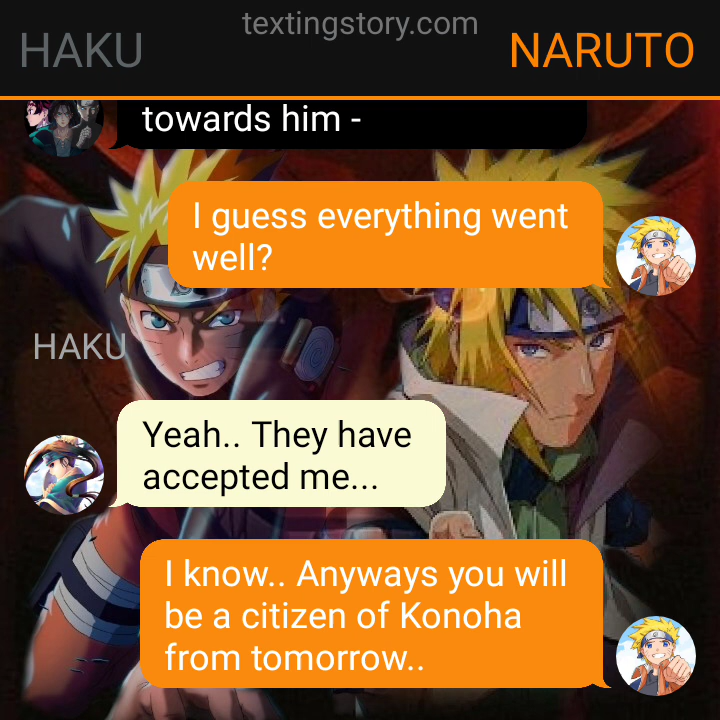 textingstory.com
HAKU
NARUTO
towards him -
I guess everything went
well?
HAKU
Yeah.. They have
accepted me...
I know.. Anyways you will
be a citizen of Konoha
from tomorrow..